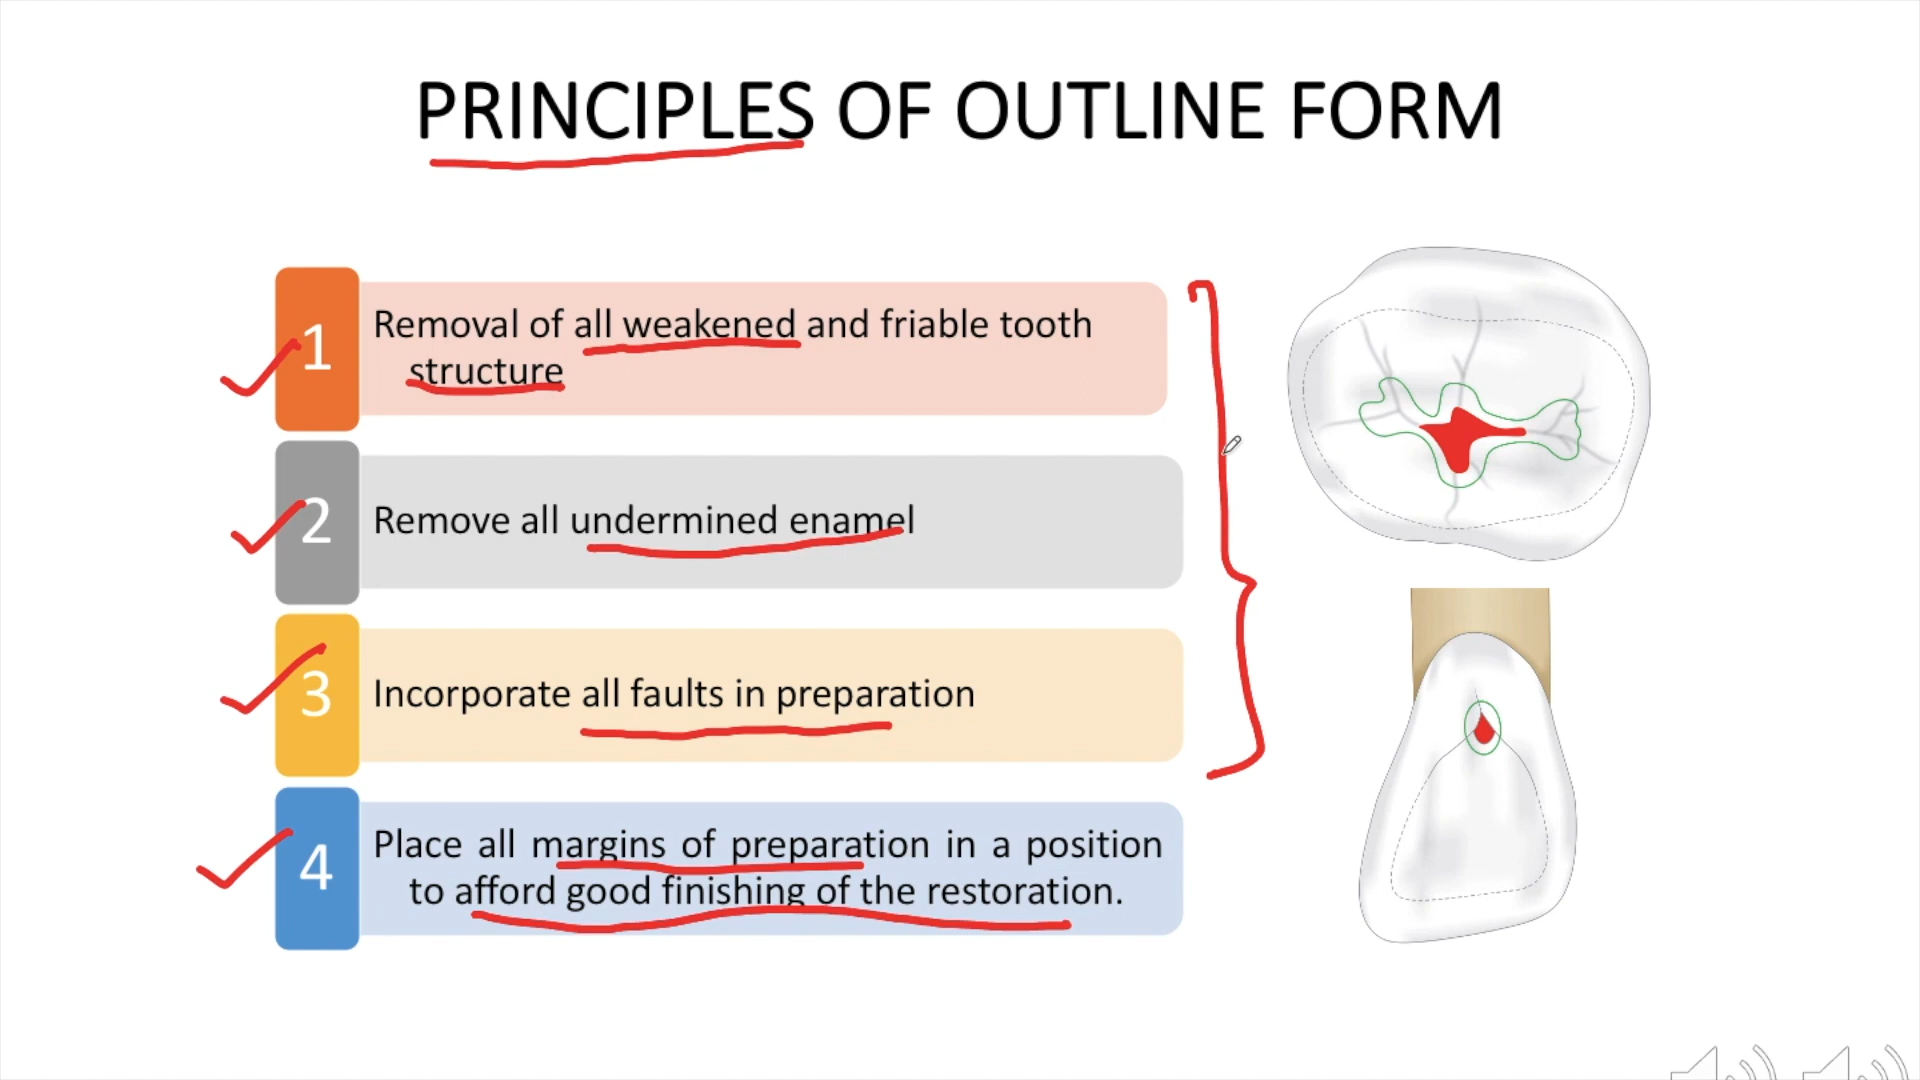 PRINCIPLES OF OUTLINE FORM
1
Removal of all weakened and friable tooth
structure
2
Remove all undermined enamel
3
Incorporate all faults in preparation
4
Place all margins of preparation in a position
to afford good finishing of the restoration.